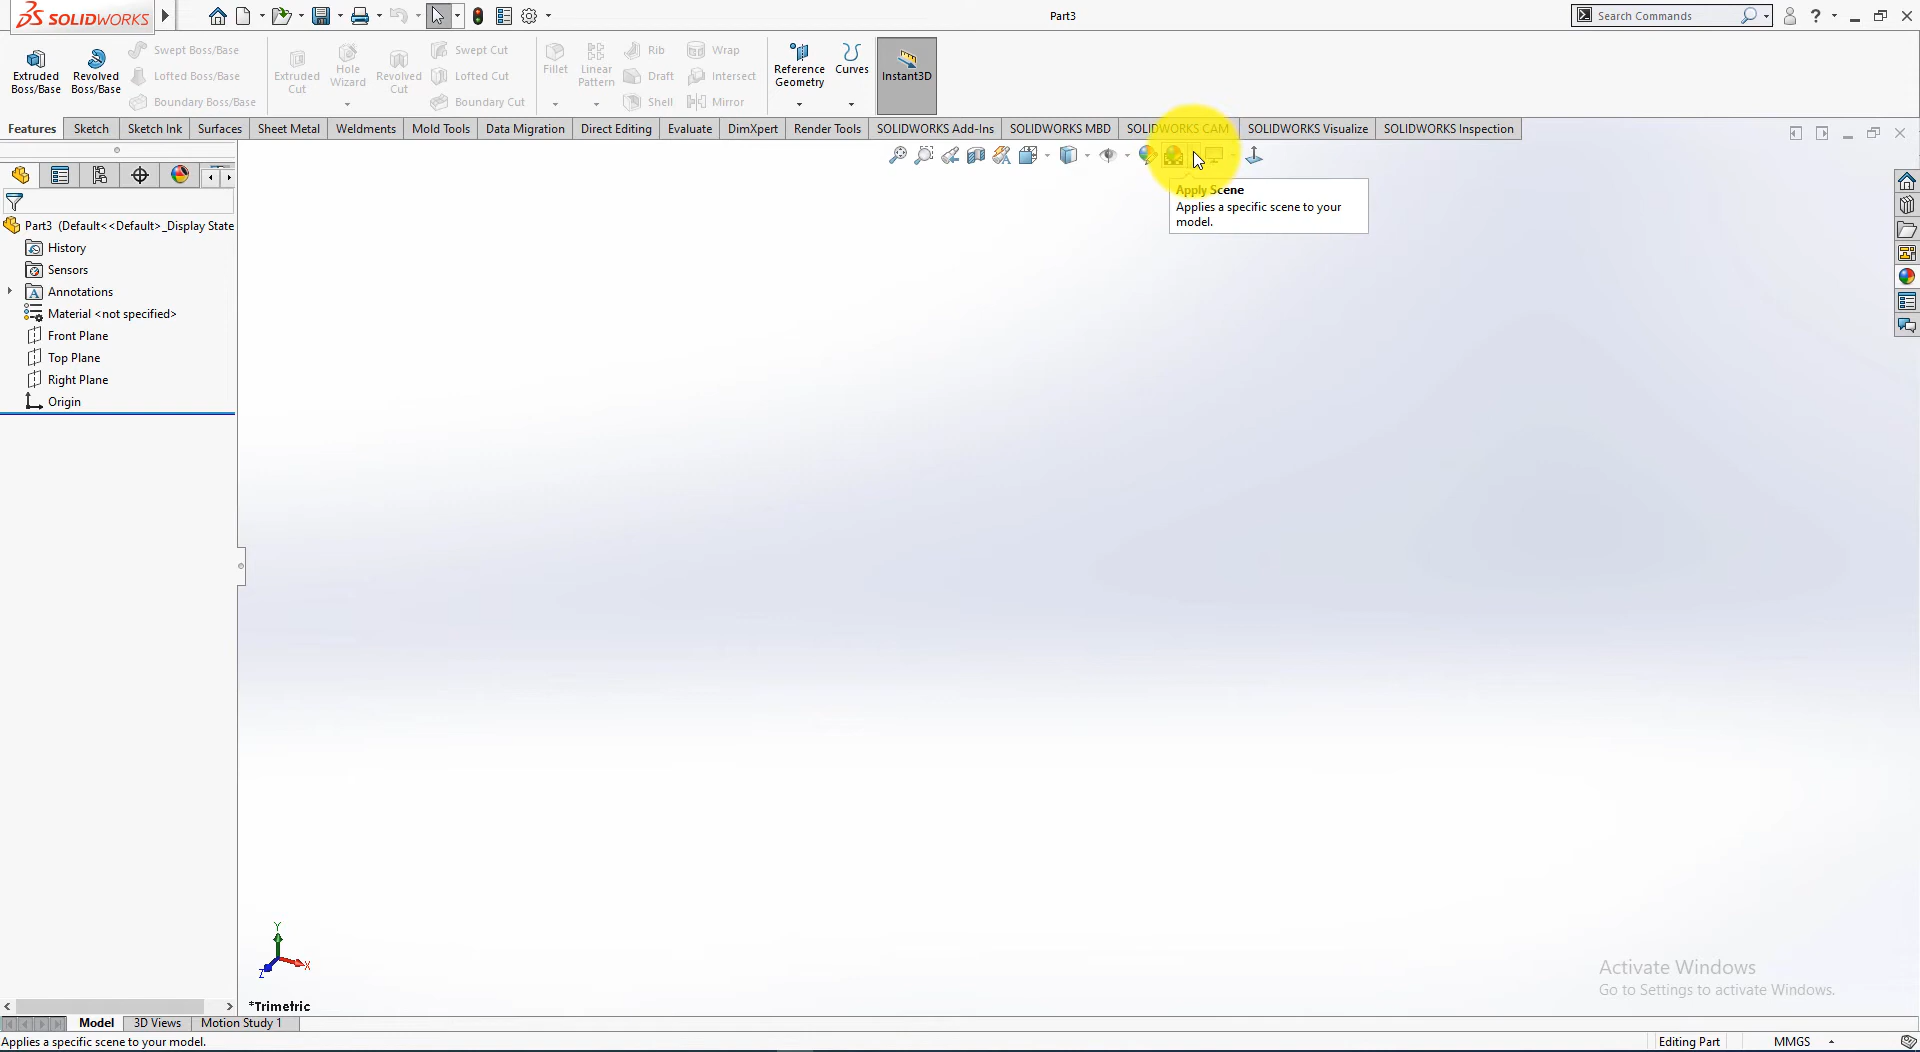 SOLIDWORKS
Part3
Search Commands
Extruded
Boss/Base
Revolved
Boss/Base
Swept Boss/Base
Lofted Boss/Base
Boundary Boss/Base
Extruded
Cut
Hole
Wizard
Revolved
Cut
Swept Cut
Lofted Cut
Boundary Cut
Fillet
Linear
Pattern
Rib
Draft
Shell
Wrap
Intersect
Mirror
Reference
Geometry
Curves
Instant3D
Features Sketch Sketch Ink Surfaces Sheet Metal Weldments Mold Tools Data Migration Direct Editing Evaluate DimXpert Render Tools SOLIDWORKS Add-Ins SOLIDWORKS MBD SOLIDWORKS CAM SOLIDWORKS Visualize SOLIDWORKS Inspection
Apply Scene
Applies a specific scene to your
model.
Part3 (Default<<Default>_Display State
History
Sensors
Annotations
Material <not specified>
Front Plane
Top Plane
Right Plane
Origin
Y
X
Z
*Trimetric
Activate Windows
Go to Settings to activate Windows.
Model 3D Views Motion Study 1
Applies a specific scene to your model.
Editing Part
MMGS